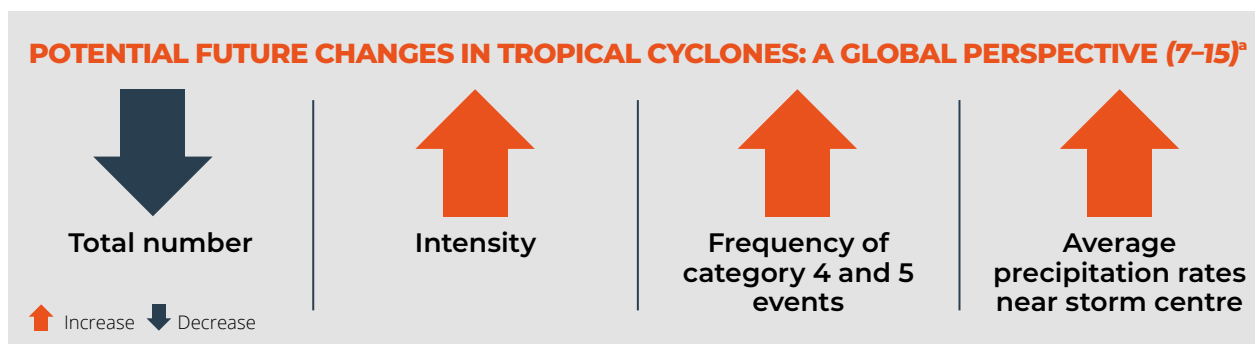 POTENTIAL FUTURE CHANGES IN TROPICAL CYCLONES: A GLOBAL PERSPECTIVE (7–15)ª
Total number
Intensity
Frequency of
category 4 and 5
events
Average
precipitation rates
near storm centre
Increase Decrease